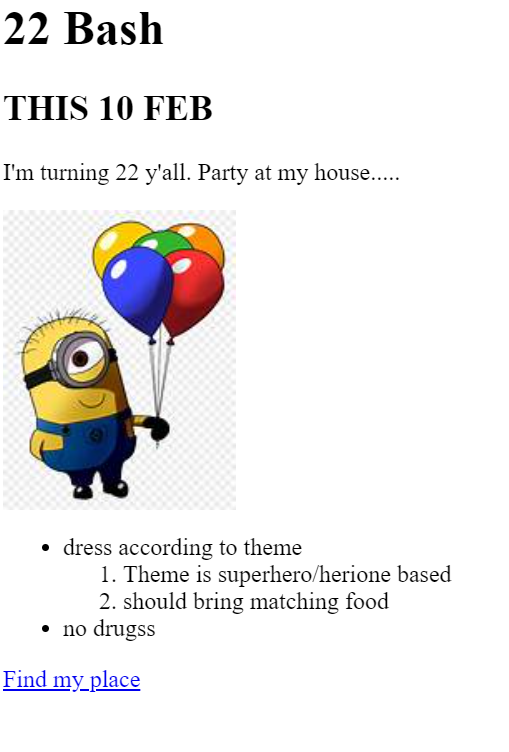 22 Bash
THIS 10 FEB
I'm turning 22 y'all. Party at my house.....
• dress according to theme
1. Theme is superhero/herione based
2. should bring matching food
• no drugss
Find my place